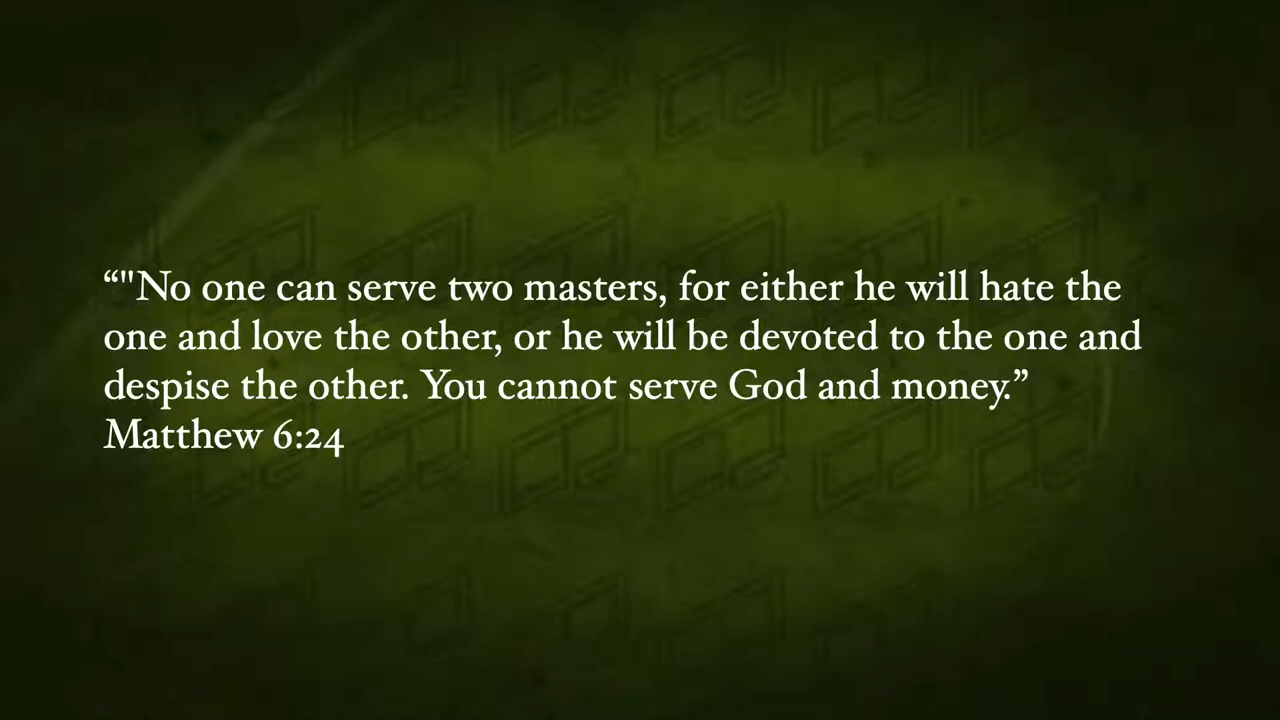 “"No one can serve two masters, for either he will hate the
one and love the other, or he will be devoted to the one and
despise the other. You cannot serve God and money.”
Matthew 6:24